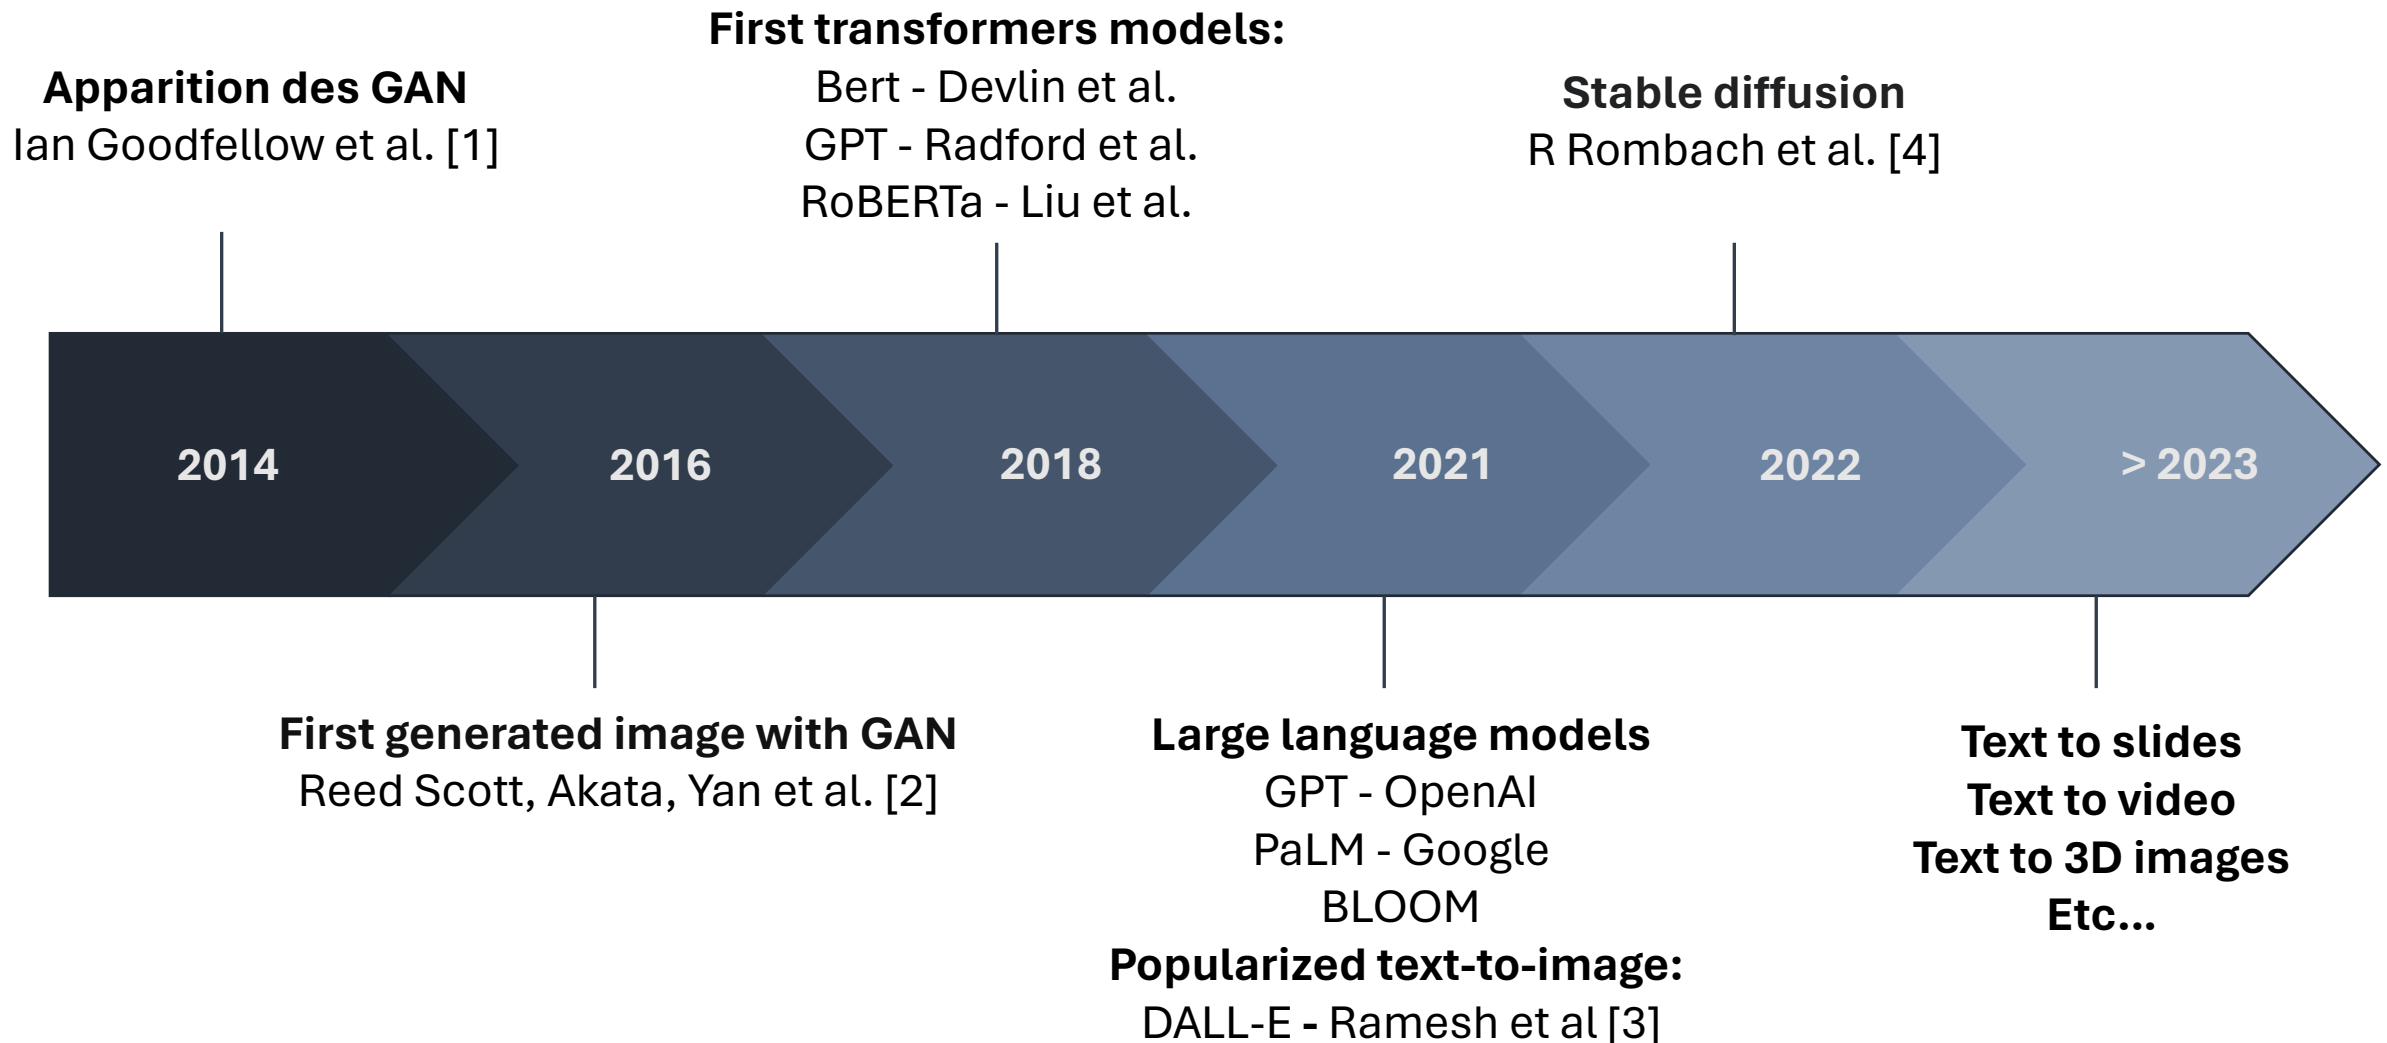 Apparition des GAN
Ian Goodfellow et al. [1]
First transformers models:
Bert - Devlin et al.
GPT - Radford et al.
RoBERTa - Liu et al.
Stable diffusion
R Rombach et al. [4]
2014
2016
2018
2021
2022
> 2023
First generated image with GAN
Reed Scott, Akata, Yan et al. [2]
Large language models
GPT - OpenAI
PaLM - Google
BLOOM
Popularized text-to-image:
DALL-E - Ramesh et al [3]
Text to slides
Text to video
Text to 3D images
Etc...